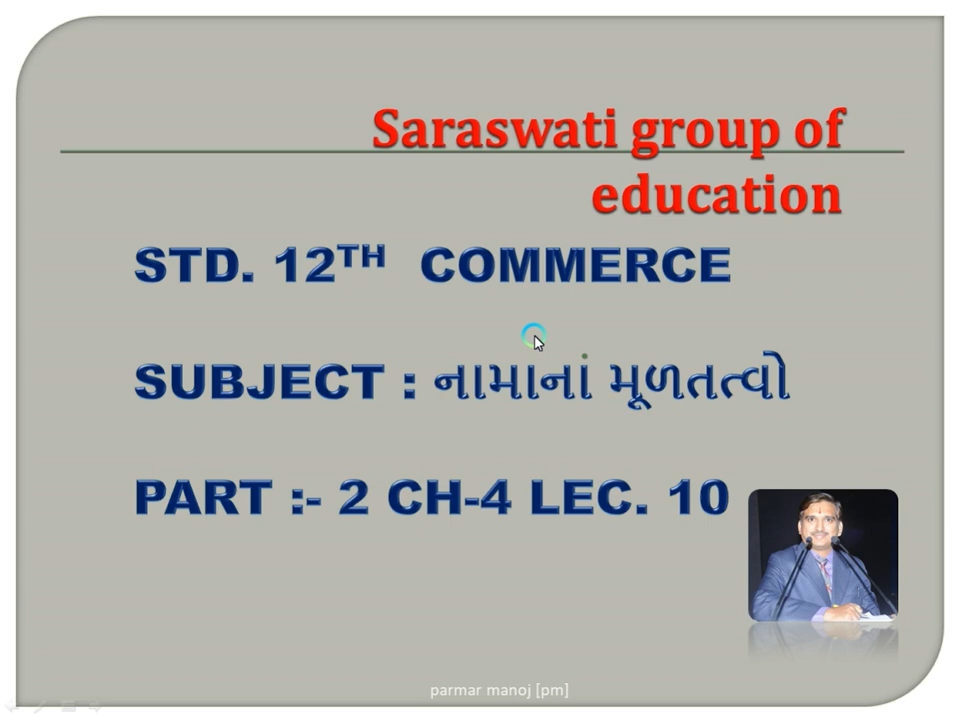 Saraswati group of
education
STD. 12TH COMMERCE
SUBJECT : નામાનાં મૂળતત્વો
PART :- 2 CH-4 LEC. 10
parmar manoj [pm]